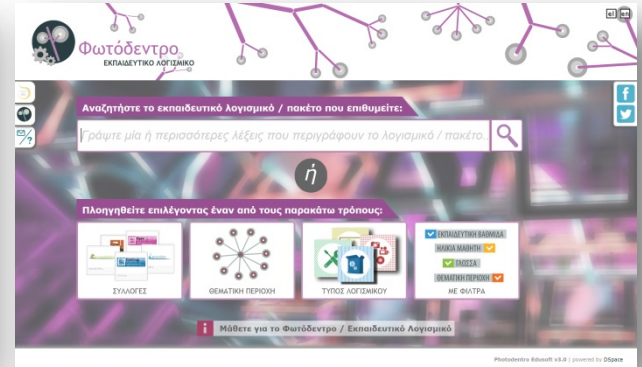 el en
Φωτόδεντρο
ΕΚΠΑΙΔΕΥΤΙΚΟ ΛΟΓΙΣΜΙΚΟ
Αναζητήστε το εκπαιδευτικό λογισμικό / πακέτο που επιθυμείτε:
Γράψτε μία ή περισσότερες λέξεις που περιγράφουν το λογισμικό / πακέτο..
ή
Πλοηγηθείτε επιλέγοντας έναν από τους παρακάτω τρόπους:
ΕΚΠΑΙΔΕΥΤΙΚΗ ΒΑΘΜΙΔΑ
ΗΛΙΚΙΑ ΜΑΘΗΤΗ
ΓΛΩΣΣΑ
ΘΕΜΑΤΙΚΗ ΠΕΡΙΟΧΗ
ΣΥΛΛΟΓΕΣ
ΘΕΜΑΤΙΚΗ ΠΕΡΙΟΧΗ
ΤΥΠΟΣ ΛΟΓΙΣΜΙΚΟΥ
ΜΕ ΦΙΛΤΡΑ
i Μάθετε για το Φωτόδεντρο / Εκπαιδευτικό Λογισμικό
Photodentro Edusoft v3.0 | powered by DSpace